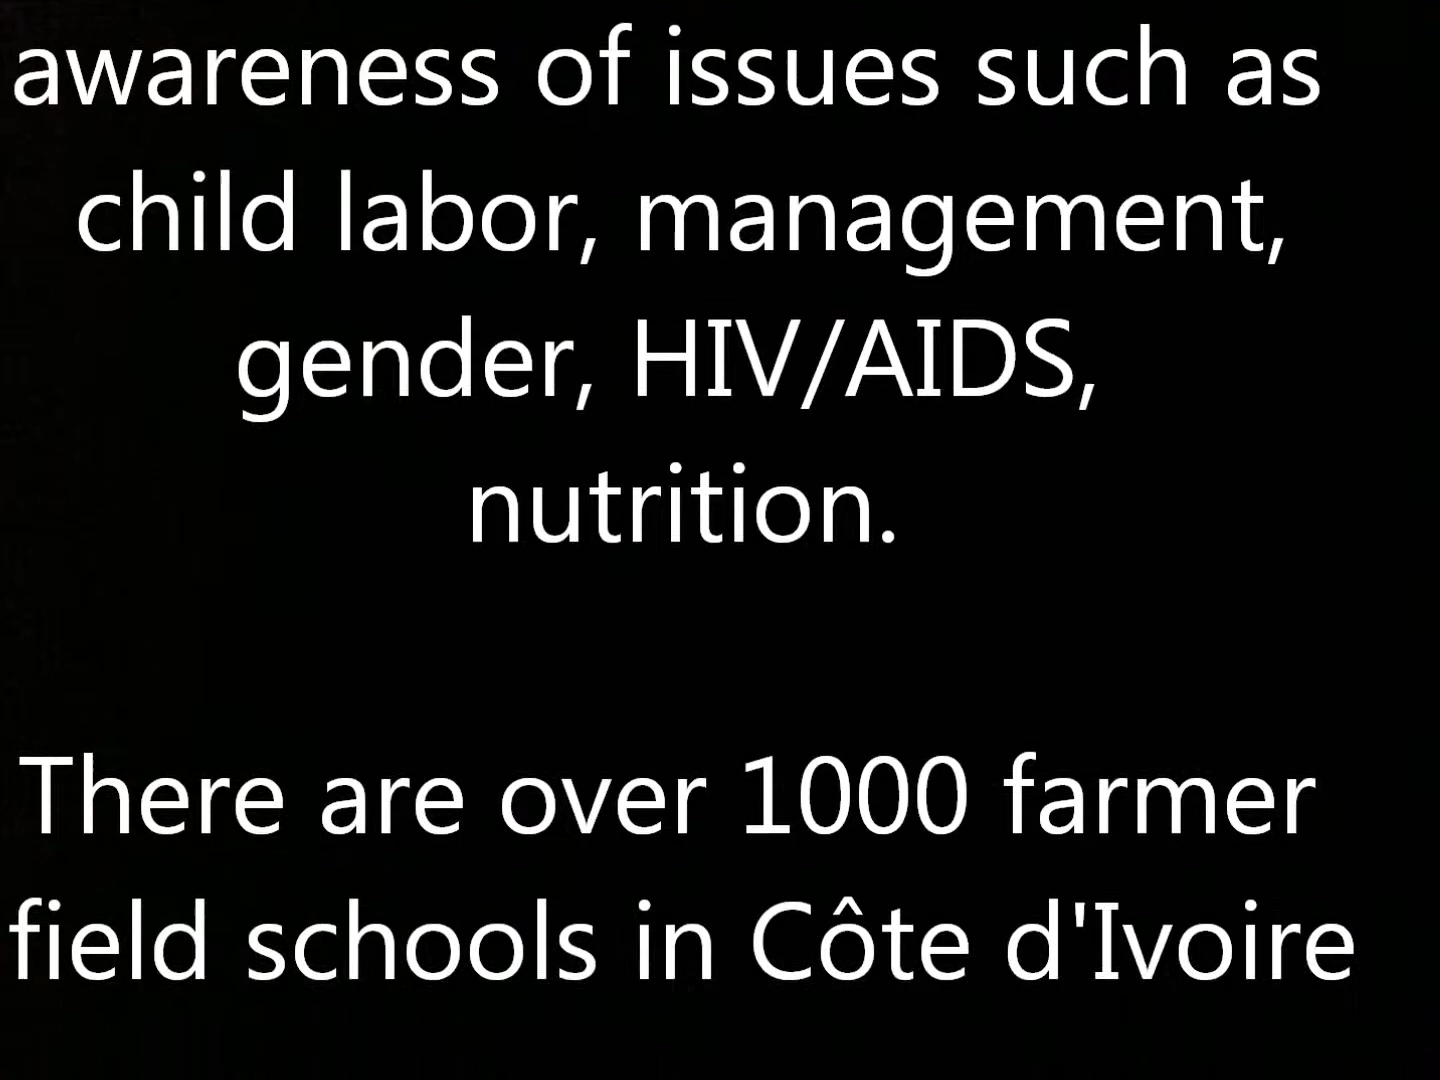 awareness of issues such as
child labor, management,
gender, HIV/AIDS,
nutrition.
There are over 1000 farmer
field schools in Côte d'Ivoire